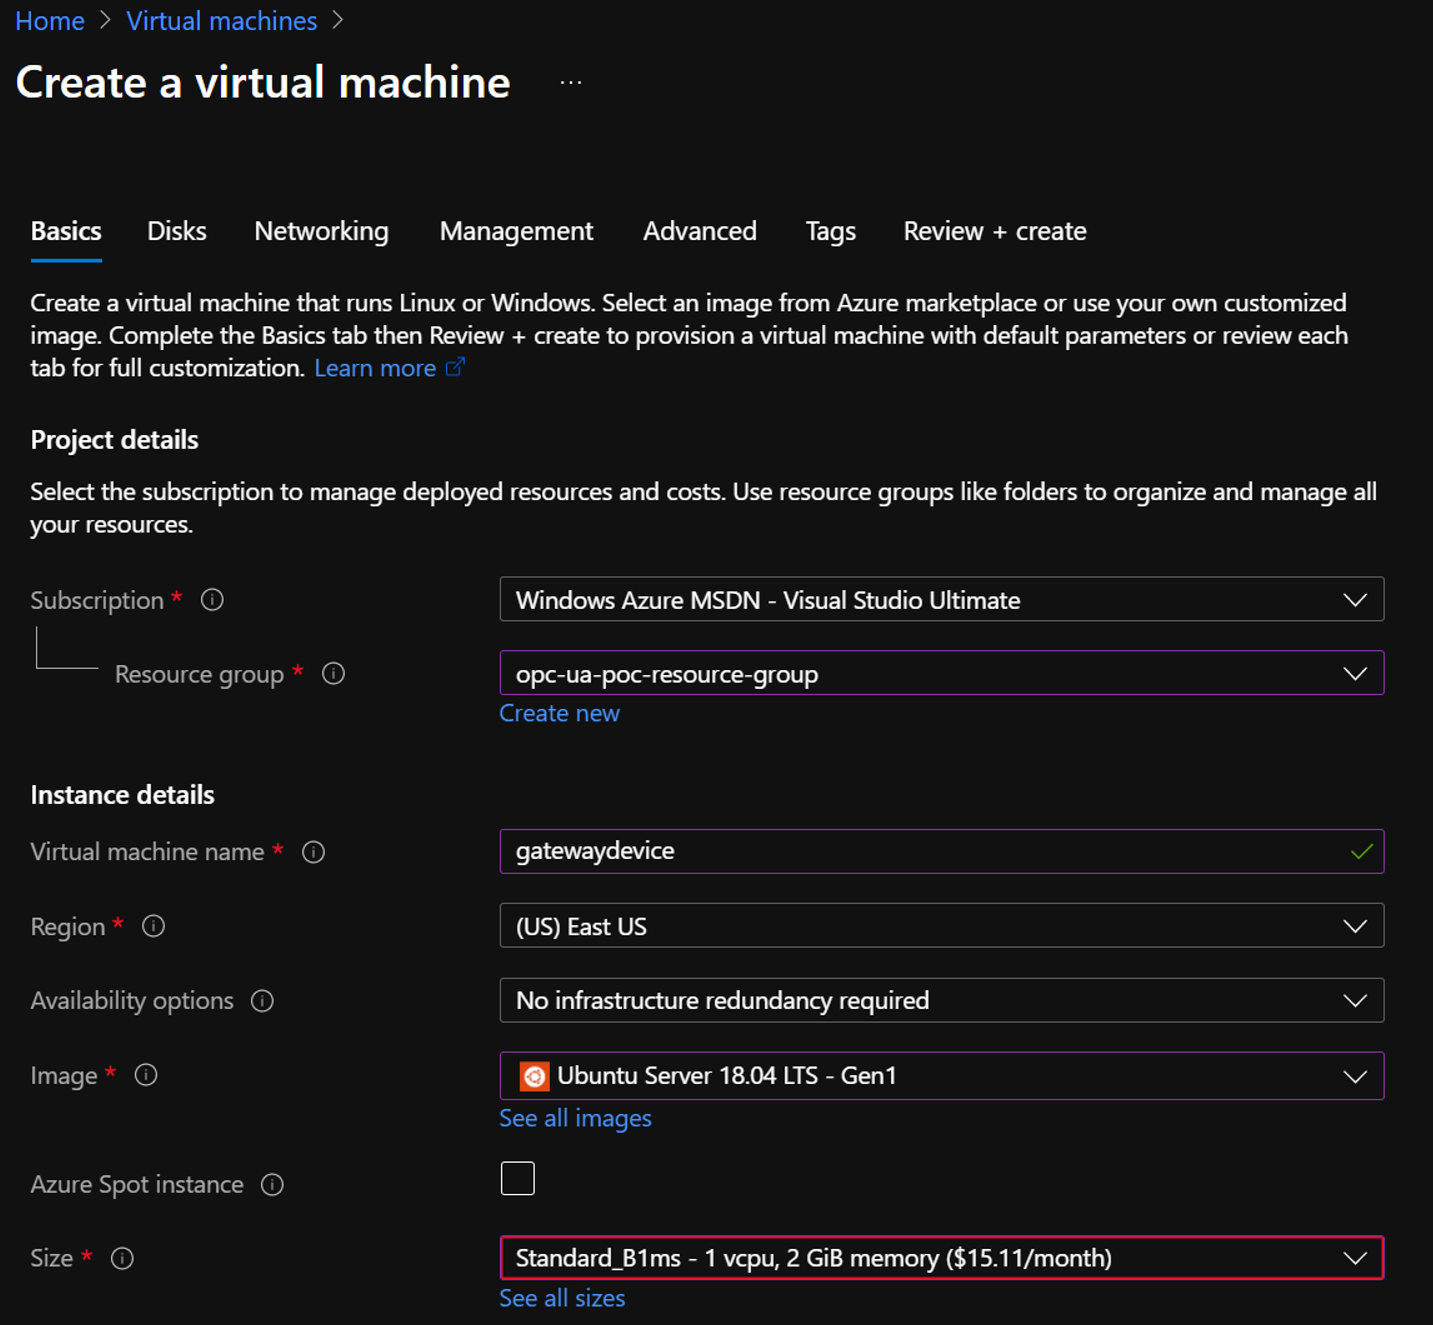 Home > Virtual machines >
Create a virtual machine ...
Basics Disks Networking Management Advanced Tags Review + create
Create a virtual machine that runs Linux or Windows. Select an image from Azure marketplace or use your own customized
image. Complete the Basics tab then Review + create to provision a virtual machine with default parameters or review each
tab for full customization. Learn more
Project details
Select the subscription to manage deployed resources and costs. Use resource groups like folders to organize and manage all
your resources.
Subscription * Windows Azure MSDN - Visual Studio Ultimate
Resource group * opc-ua-poc-resource-group
Create new
Instance details
Virtual machine name * gatewaydevice
Region * (US) East US
Availability options No infrastructure redundancy required
Image * Ubuntu Server 18.04 LTS - Gen1
See all images
Azure Spot instance
Size * Standard_B1ms - 1 vcpu, 2 GiB memory ($15.11/month)
See all sizes